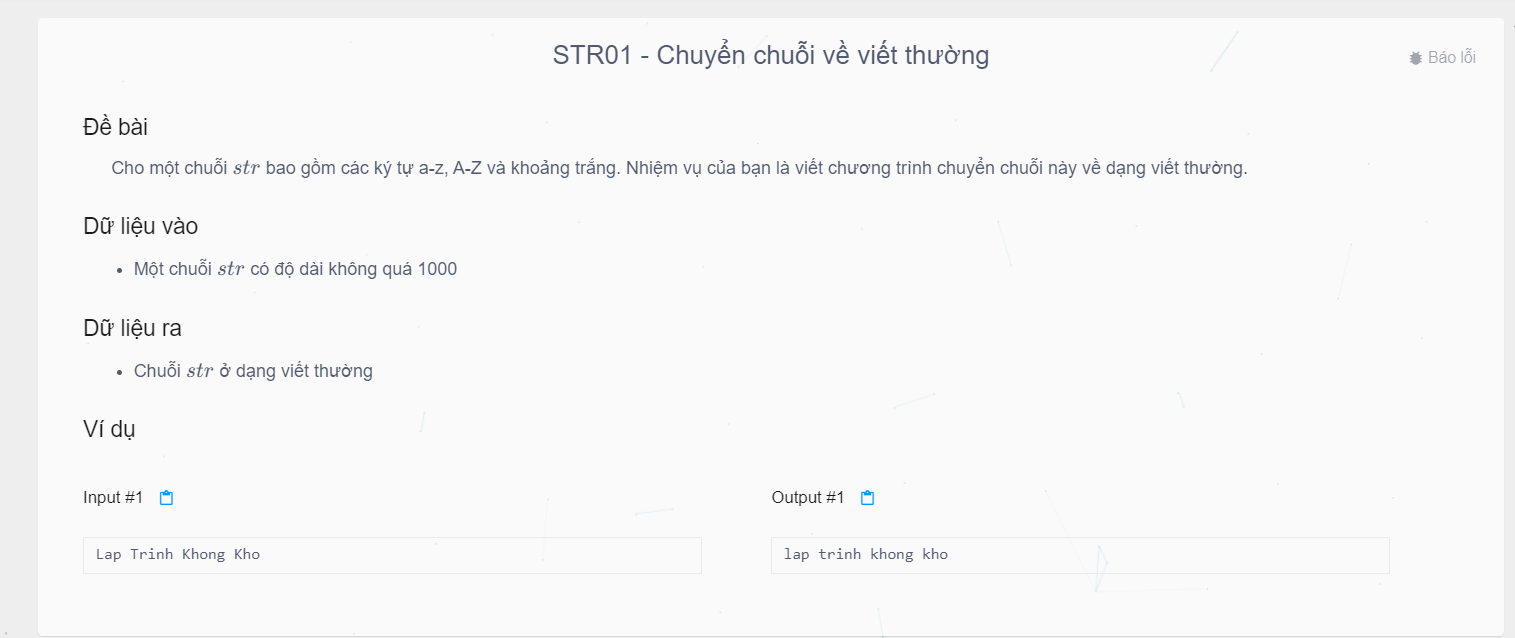 STR01 - Chuyển chuỗi về viết thường
Báo lỗi
Đề bài
Cho một chuỗi str bao gồm các ký tự a-z, A-Z và khoảng trắng. Nhiệm vụ của bạn là viết chương trình chuyển chuỗi này về dạng viết thường.
Dữ liệu vào
• Một chuỗi str có độ dài không quá 1000
Dữ liệu ra
• Chuỗi str ở dạng viết thường
Ví dụ
Input #1
Output #1
Lap Trinh Khong Kho
lap trinh khong kho